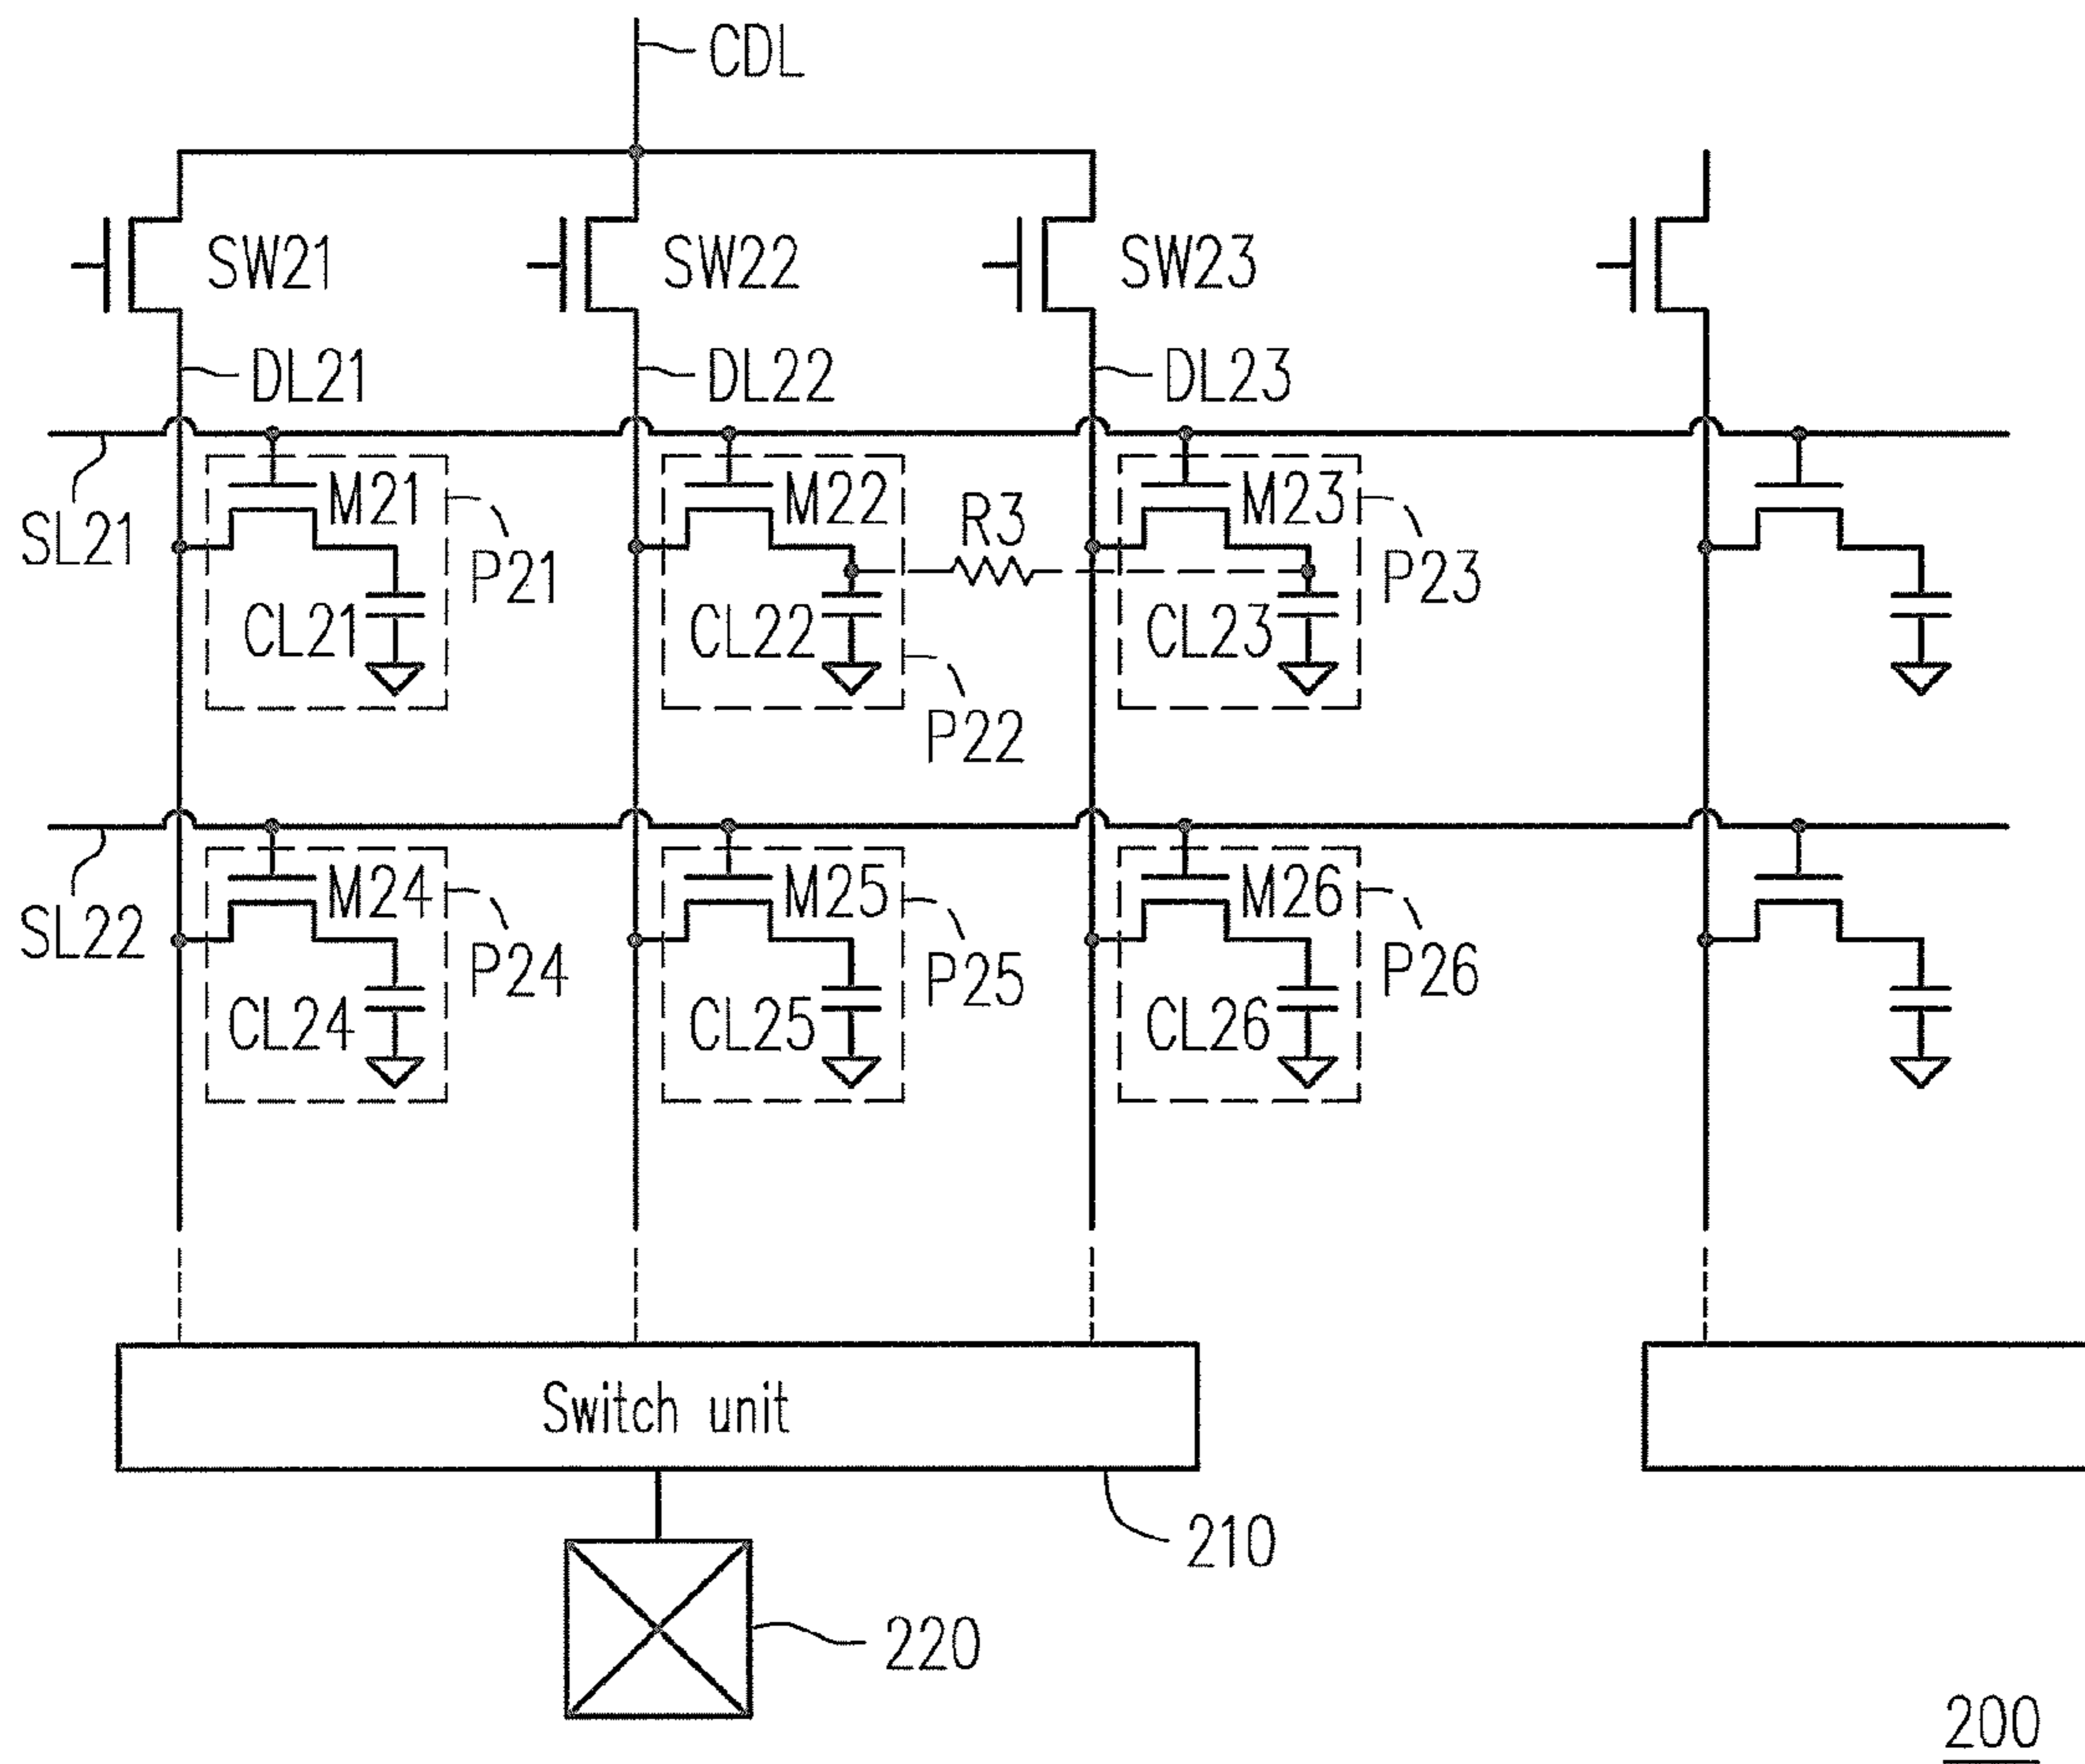 CDL
SW21 SW22 SW23
DL21 DL22 DL23
SL21
M21 M22 R3 M23
P21 P23
CL21 CL22 CL23
P22
SL22
M24 M25 M26
P24 P25 P26
CL24 CL25 CL26
Switch unit
210
220
200